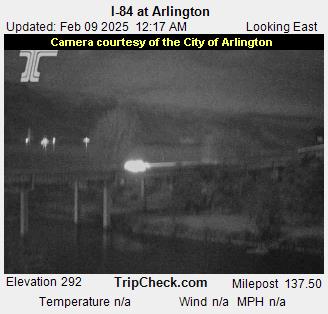 I-84 at Arlington
Updated: Feb 09 2025 12:17 AM Looking East
Camera courtesy of the City of Arlington
Elevation 292 TripCheck.com Milepost 137.50
Temperature n/a Wind n/a MPH n/a